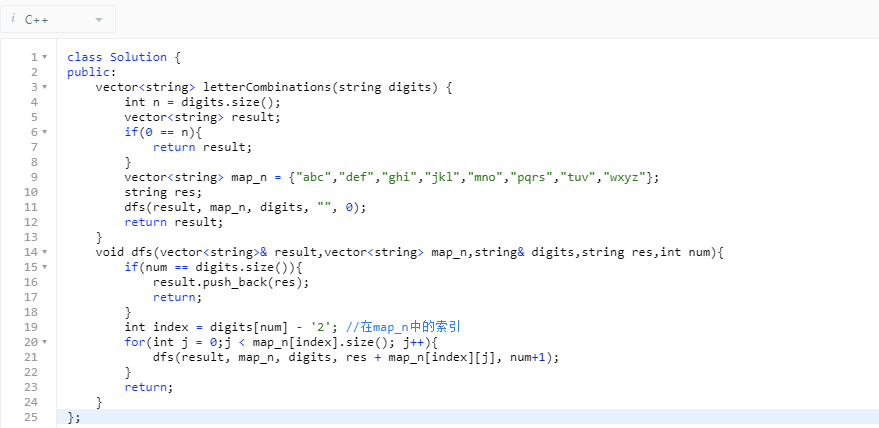 i C++
1 class Solution {
2 public:
3     vector<string> letterCombinations(string digits) {
4         int n = digits.size();
5         vector<string> result;
6         if(0 == n){
7             return result;
8         }
9         vector<string> map_n = {"abc","def","ghi","jkl","mno","pqrs","tuv","wxyz"};
10         string res;
11         dfs(result, map_n, digits, "", 0);
12         return result;
13     }
14     void dfs(vector<string>& result,vector<string> map_n,string& digits,string res,int num){
15         if(num == digits.size()){
16             result.push_back(res);
17             return;
18         }
19         int index = digits[num] - '2'; //在map_n中的索引
20         for(int j = 0;j < map_n[index].size(); j++){
21             dfs(result, map_n, digits, res + map_n[index][j], num+1);
22         }
23         return;
24     }
25 };